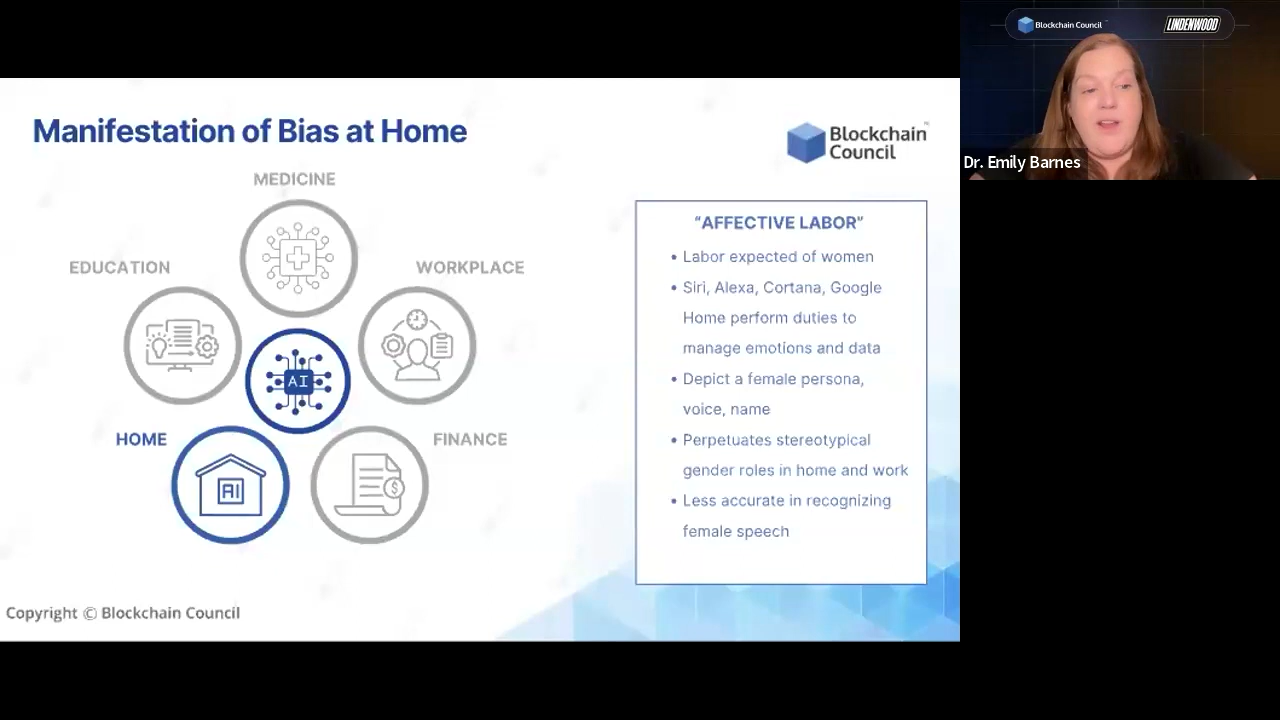 Manifestation of Bias at Home
Blockchain
Council
MEDICINE
EDUCATION
WORKPLACE
AI
HOME
FINANCE
AI
$
“AFFECTIVE LABOR”
• Labor expected of women
• Siri, Alexa, Cortana, Google
Home perform duties to
manage emotions and data
• Depict a female persona,
voice, name
• Perpetuates stereotypical
gender roles in home and work
• Less accurate in recognizing
female speech
Copyright © Blockchain Council
Blockchain Council
LINDENWOOD
Dr. Emily Barnes